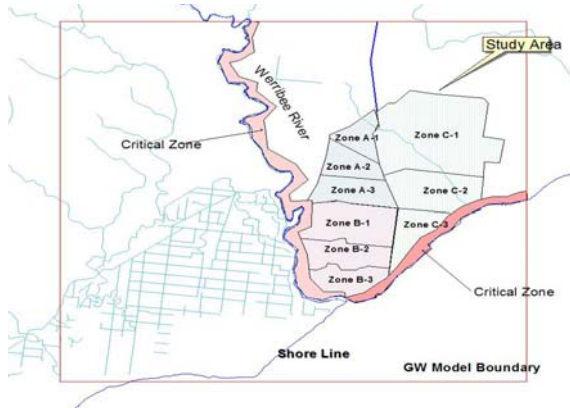 Study Area
Werribee River
Critical Zone
Zone A-1
Zone C-1
Zone A-2
Zone A-3
Zone C-2
Zone B-1
Zone C-3
Zone B-2
Zone B-3
Critical Zone
Shore Line
GW Model Boundary